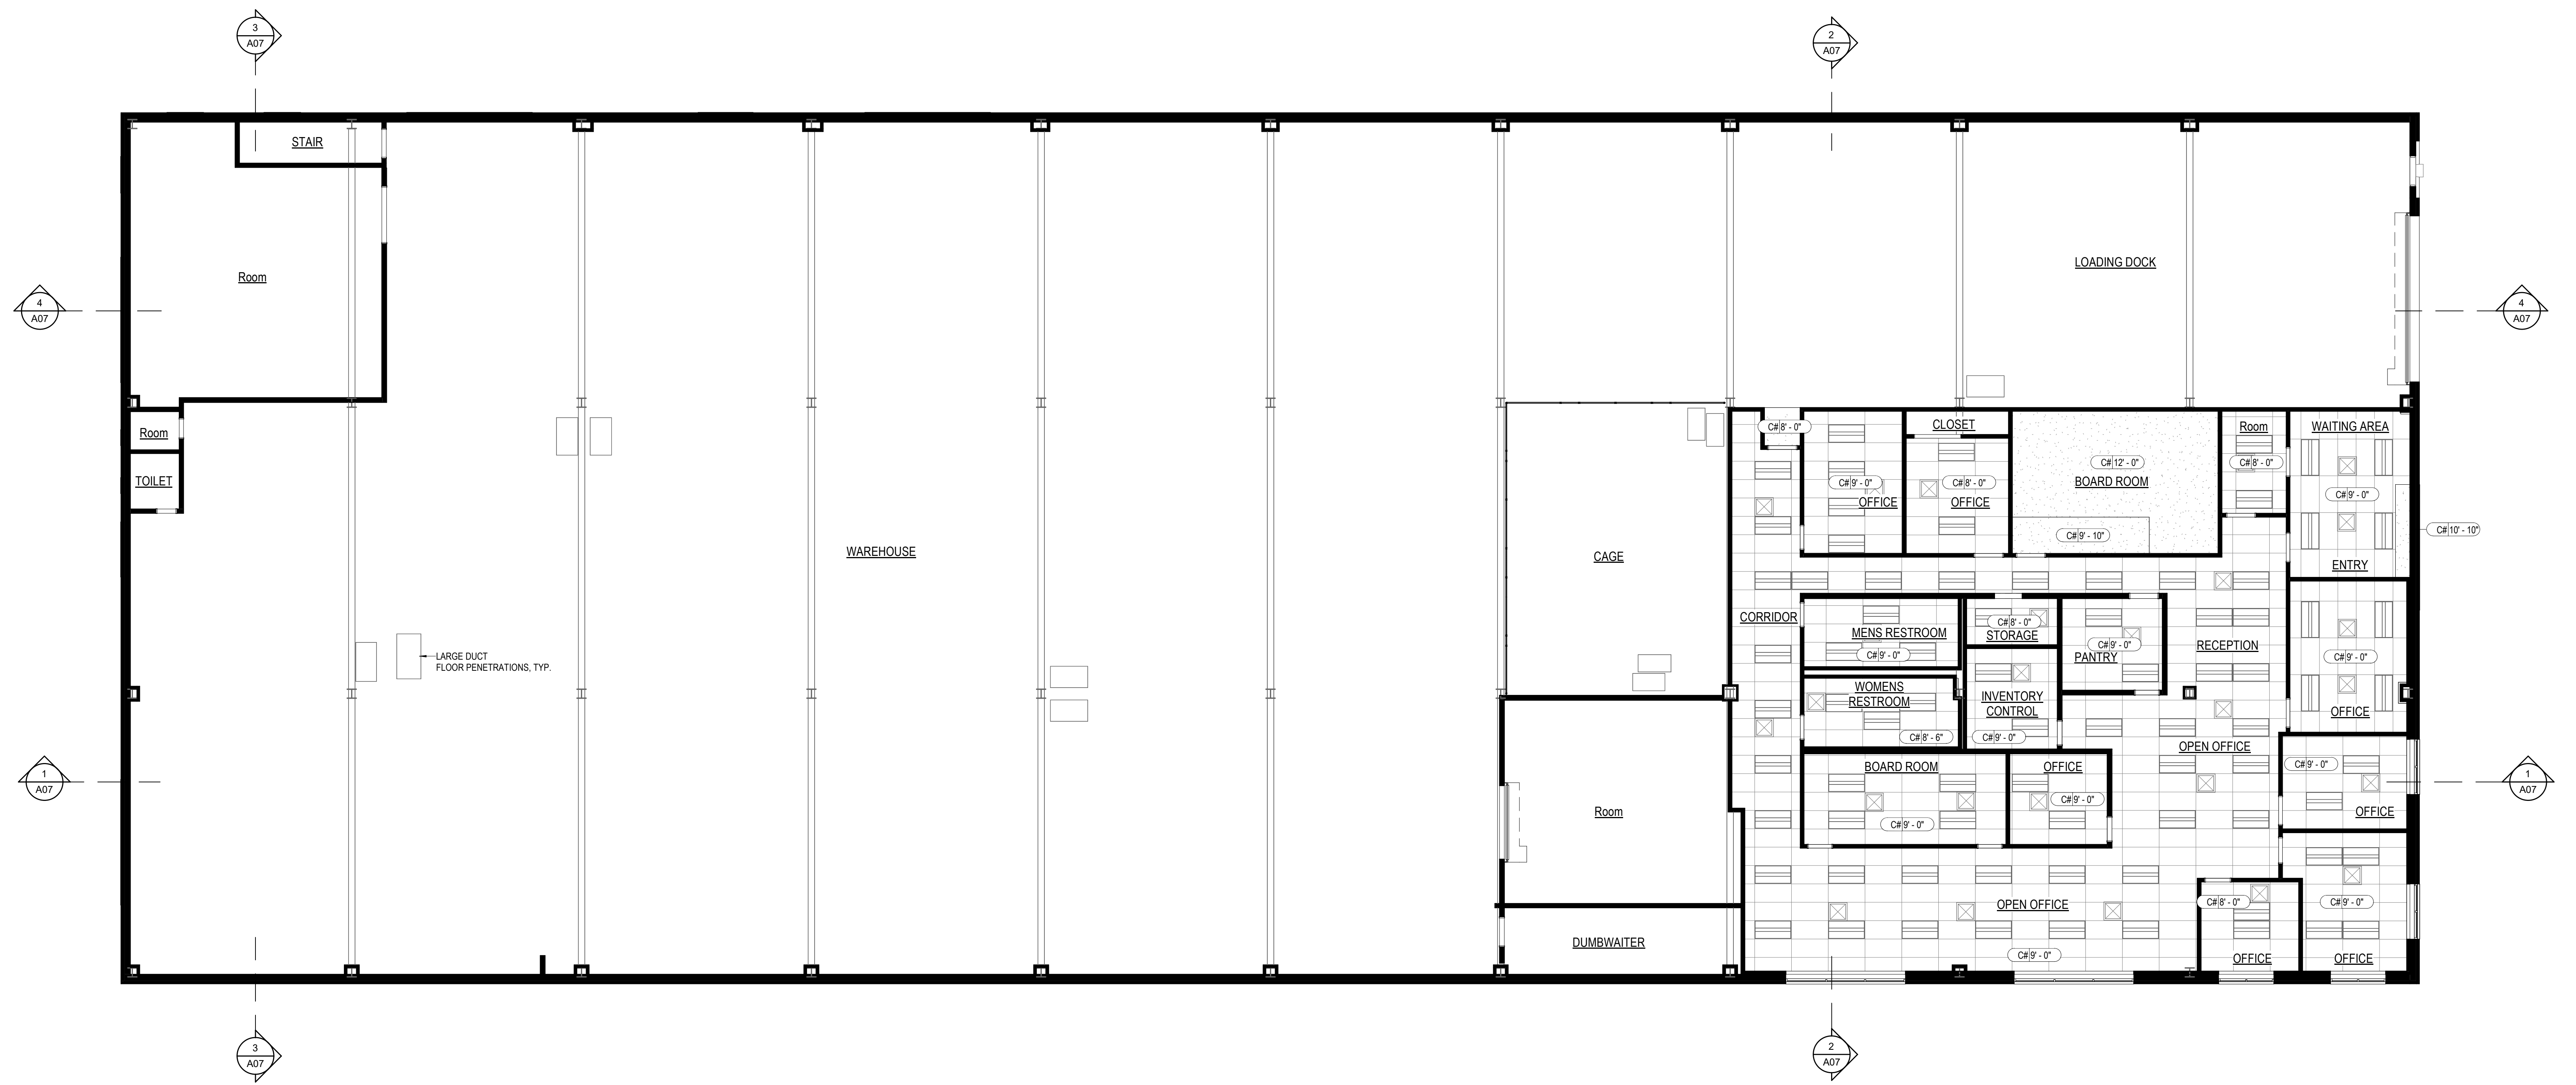 3
A07
2
A07
STAIR
LOADING DOCK
Room
4
A07
4
A07
C# 8' - 0"
CLOSET
Room
WAITING AREA
Room
C# 12' - 0"
C# 8' - 0"
TOILET
C# 9' - 0"
C# 8' - 0"
BOARD ROOM
C# 9' - 0"
OFFICE
OFFICE
C# 9' - 10"
C# 10' - 10"
WAREHOUSE
CAGE
ENTRY
CORRIDOR
C# 8' - 0"
MENS RESTROOM
STORAGE
C# 9' - 0"
RECEPTION
C# 9' - 0"
PANTRY
C# 9' - 0"
LARGE DUCT
FLOOR PENETRATIONS, TYP.
WOMENS
RESTROOM
INVENTORY
CONTROL
OFFICE
C# 8' - 6"
C# 9' - 0"
OPEN OFFICE
BOARD ROOM
OFFICE
C# 9' - 0"
1
A07
1
A07
C# 9' - 0"
Room
OFFICE
C# 9' - 0"
OPEN OFFICE
C# 8' - 0"
C# 9' - 0"
DUMBWAITER
C# 9' - 0"
OFFICE
OFFICE
3
A07
2
A07